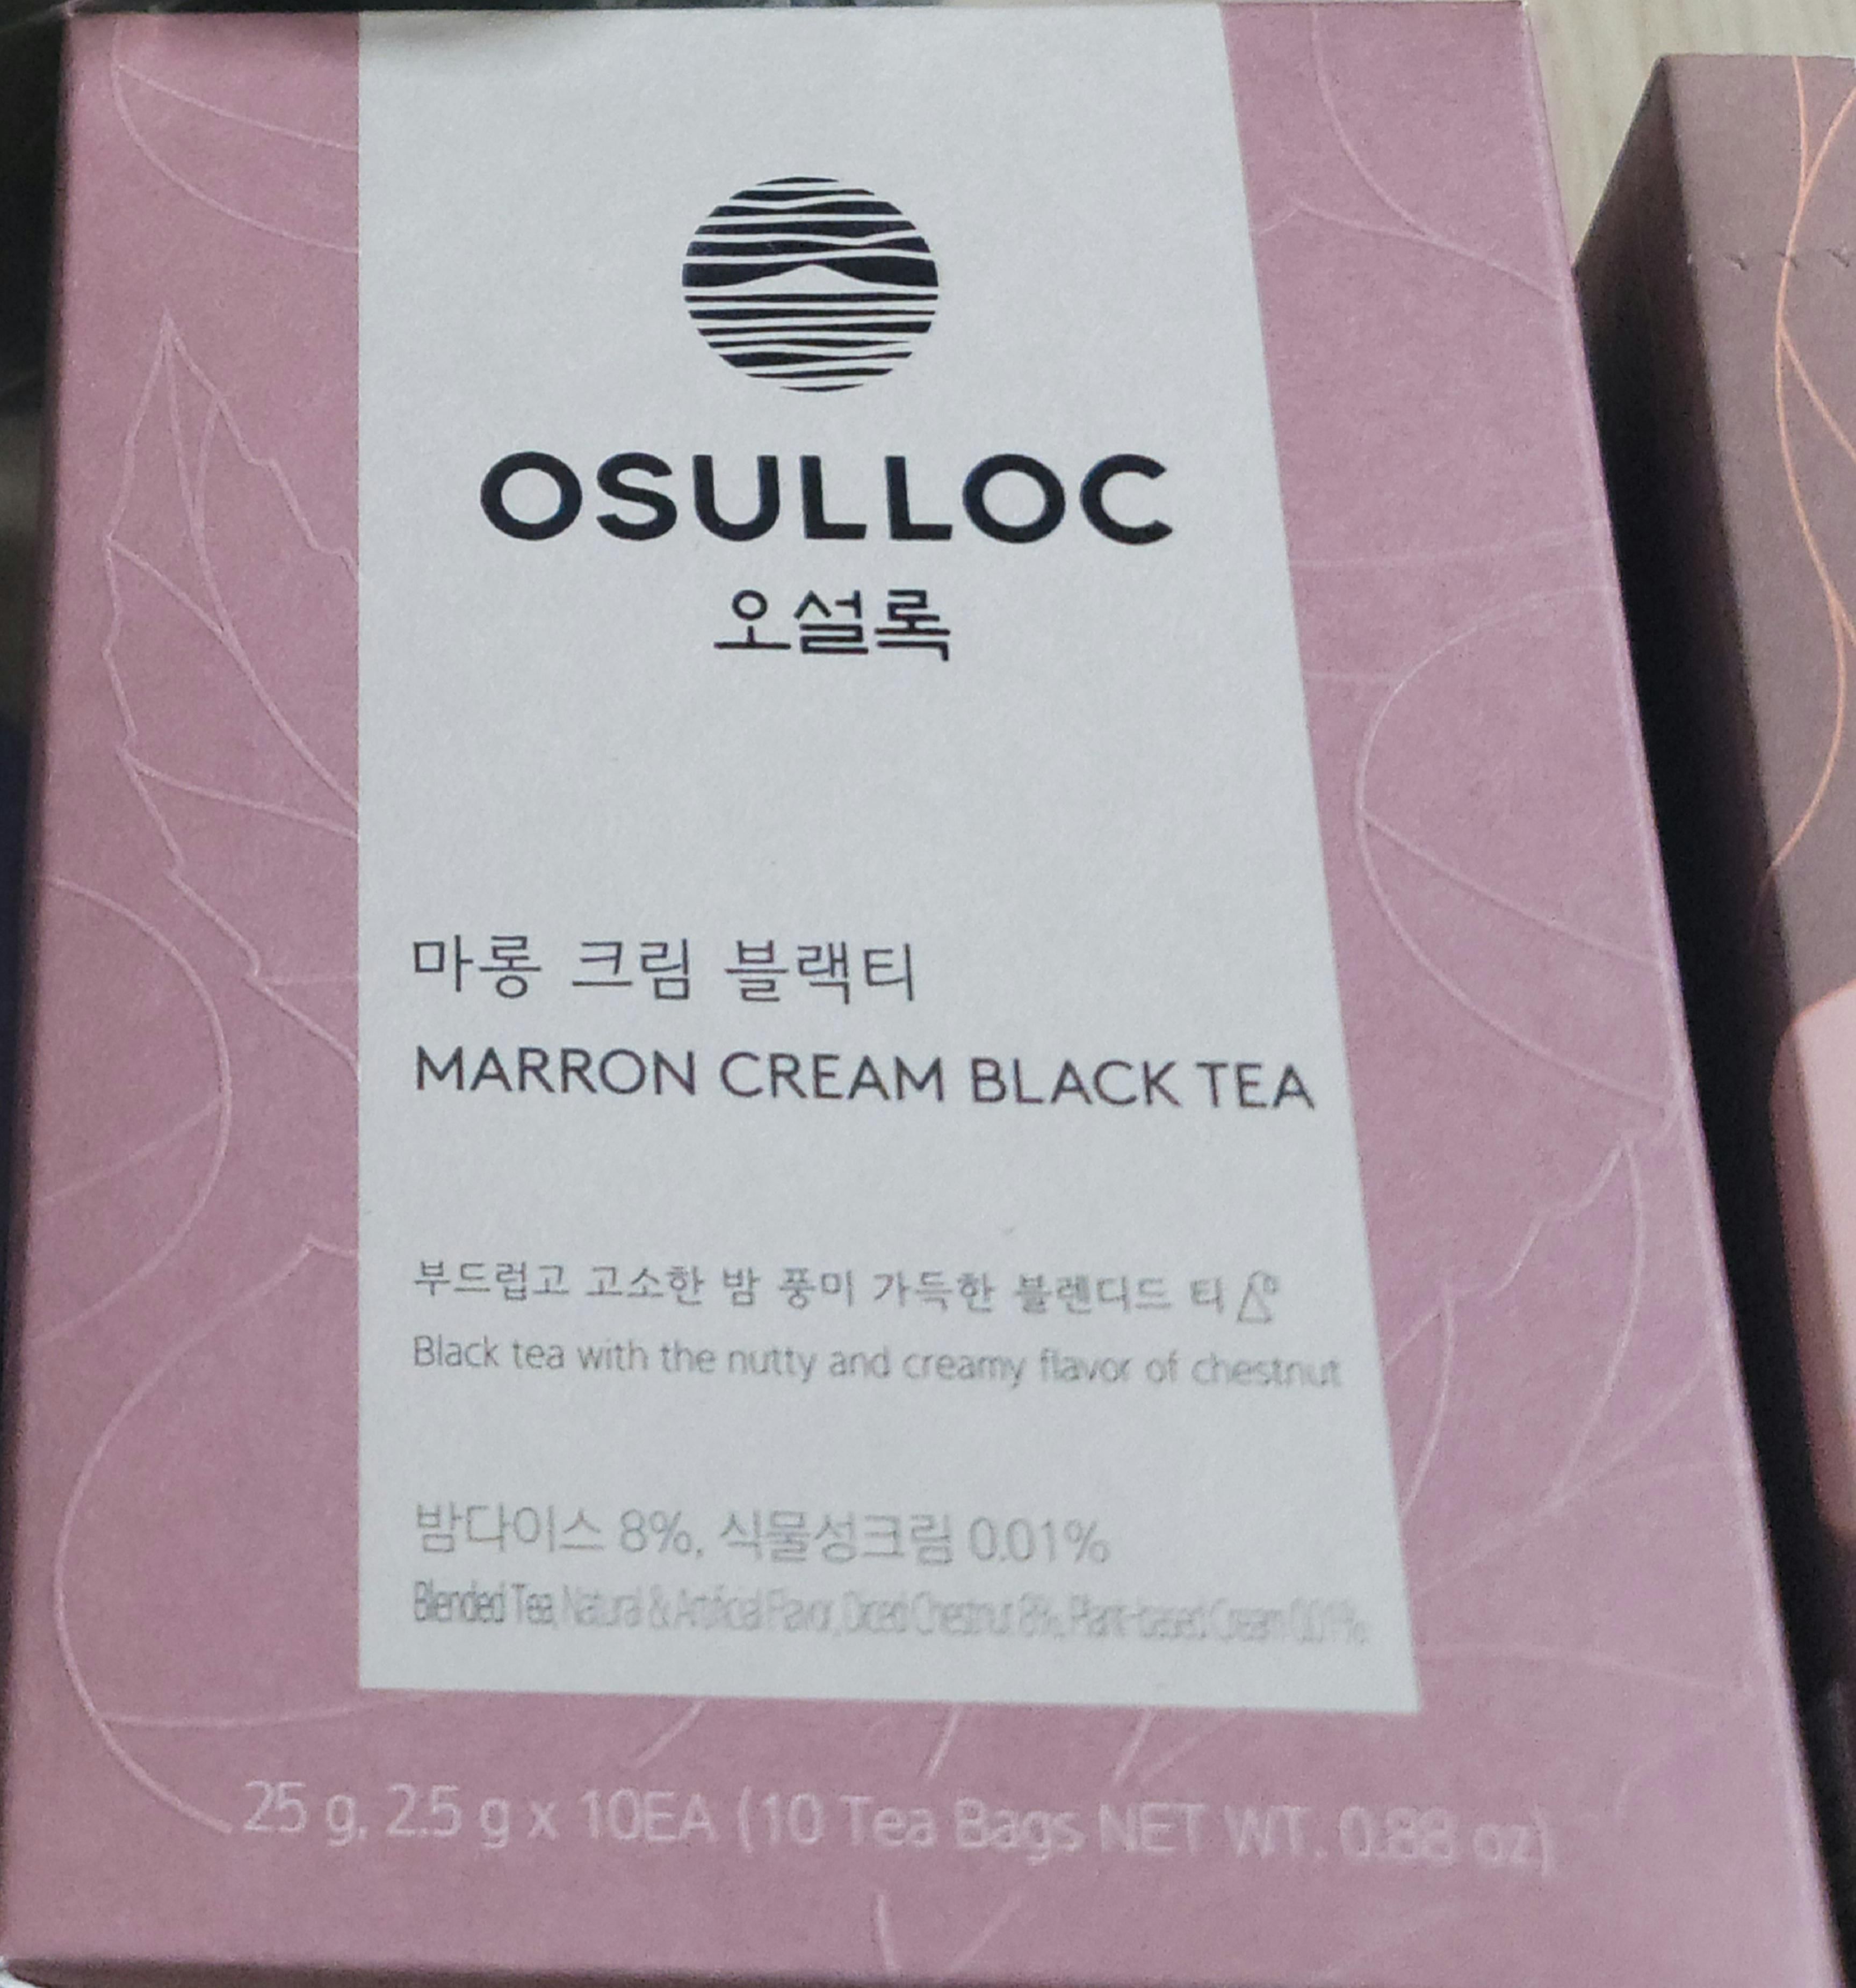 OSULLOC
오설록
마롱 크림 블랙티
MARRON CREAM BLACK TEA
부드럽고 고소한 밤 풍미 가득한 블렌디드 티
Black tea with the nutty and creamy flavor of chestnut
밤다이스 8%, 식물성크림 0.01%
Blended Tea, Natural & Artificial Flavor, Diced Chestnut 8%, Plant-based Cream 0.01%
25 g, 2.5 g x 10EA (10 Tea Bags NET WT. 0.88 oz)